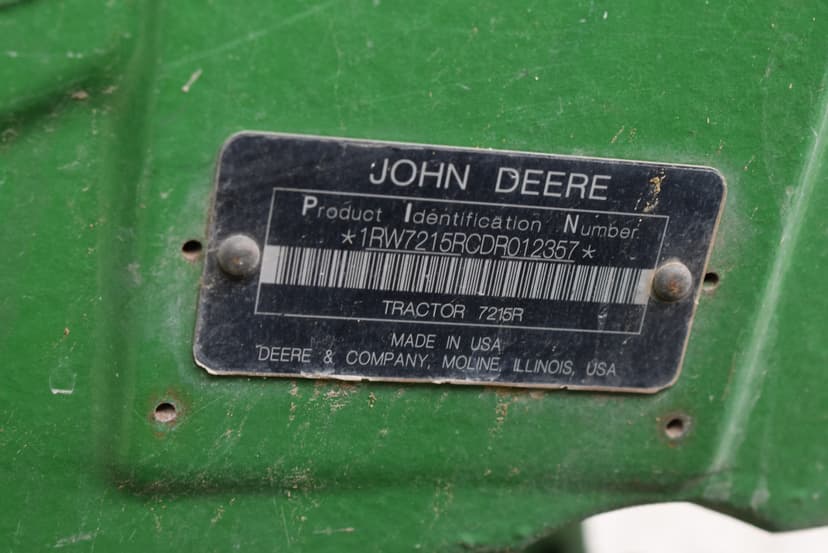 JOHN DEERE
Product Identification Number
*1RW7215RCDR012357*
TRACTOR 7215R
MADE IN USA
DEERE & COMPANY, MOLINE, ILLINOIS, USA